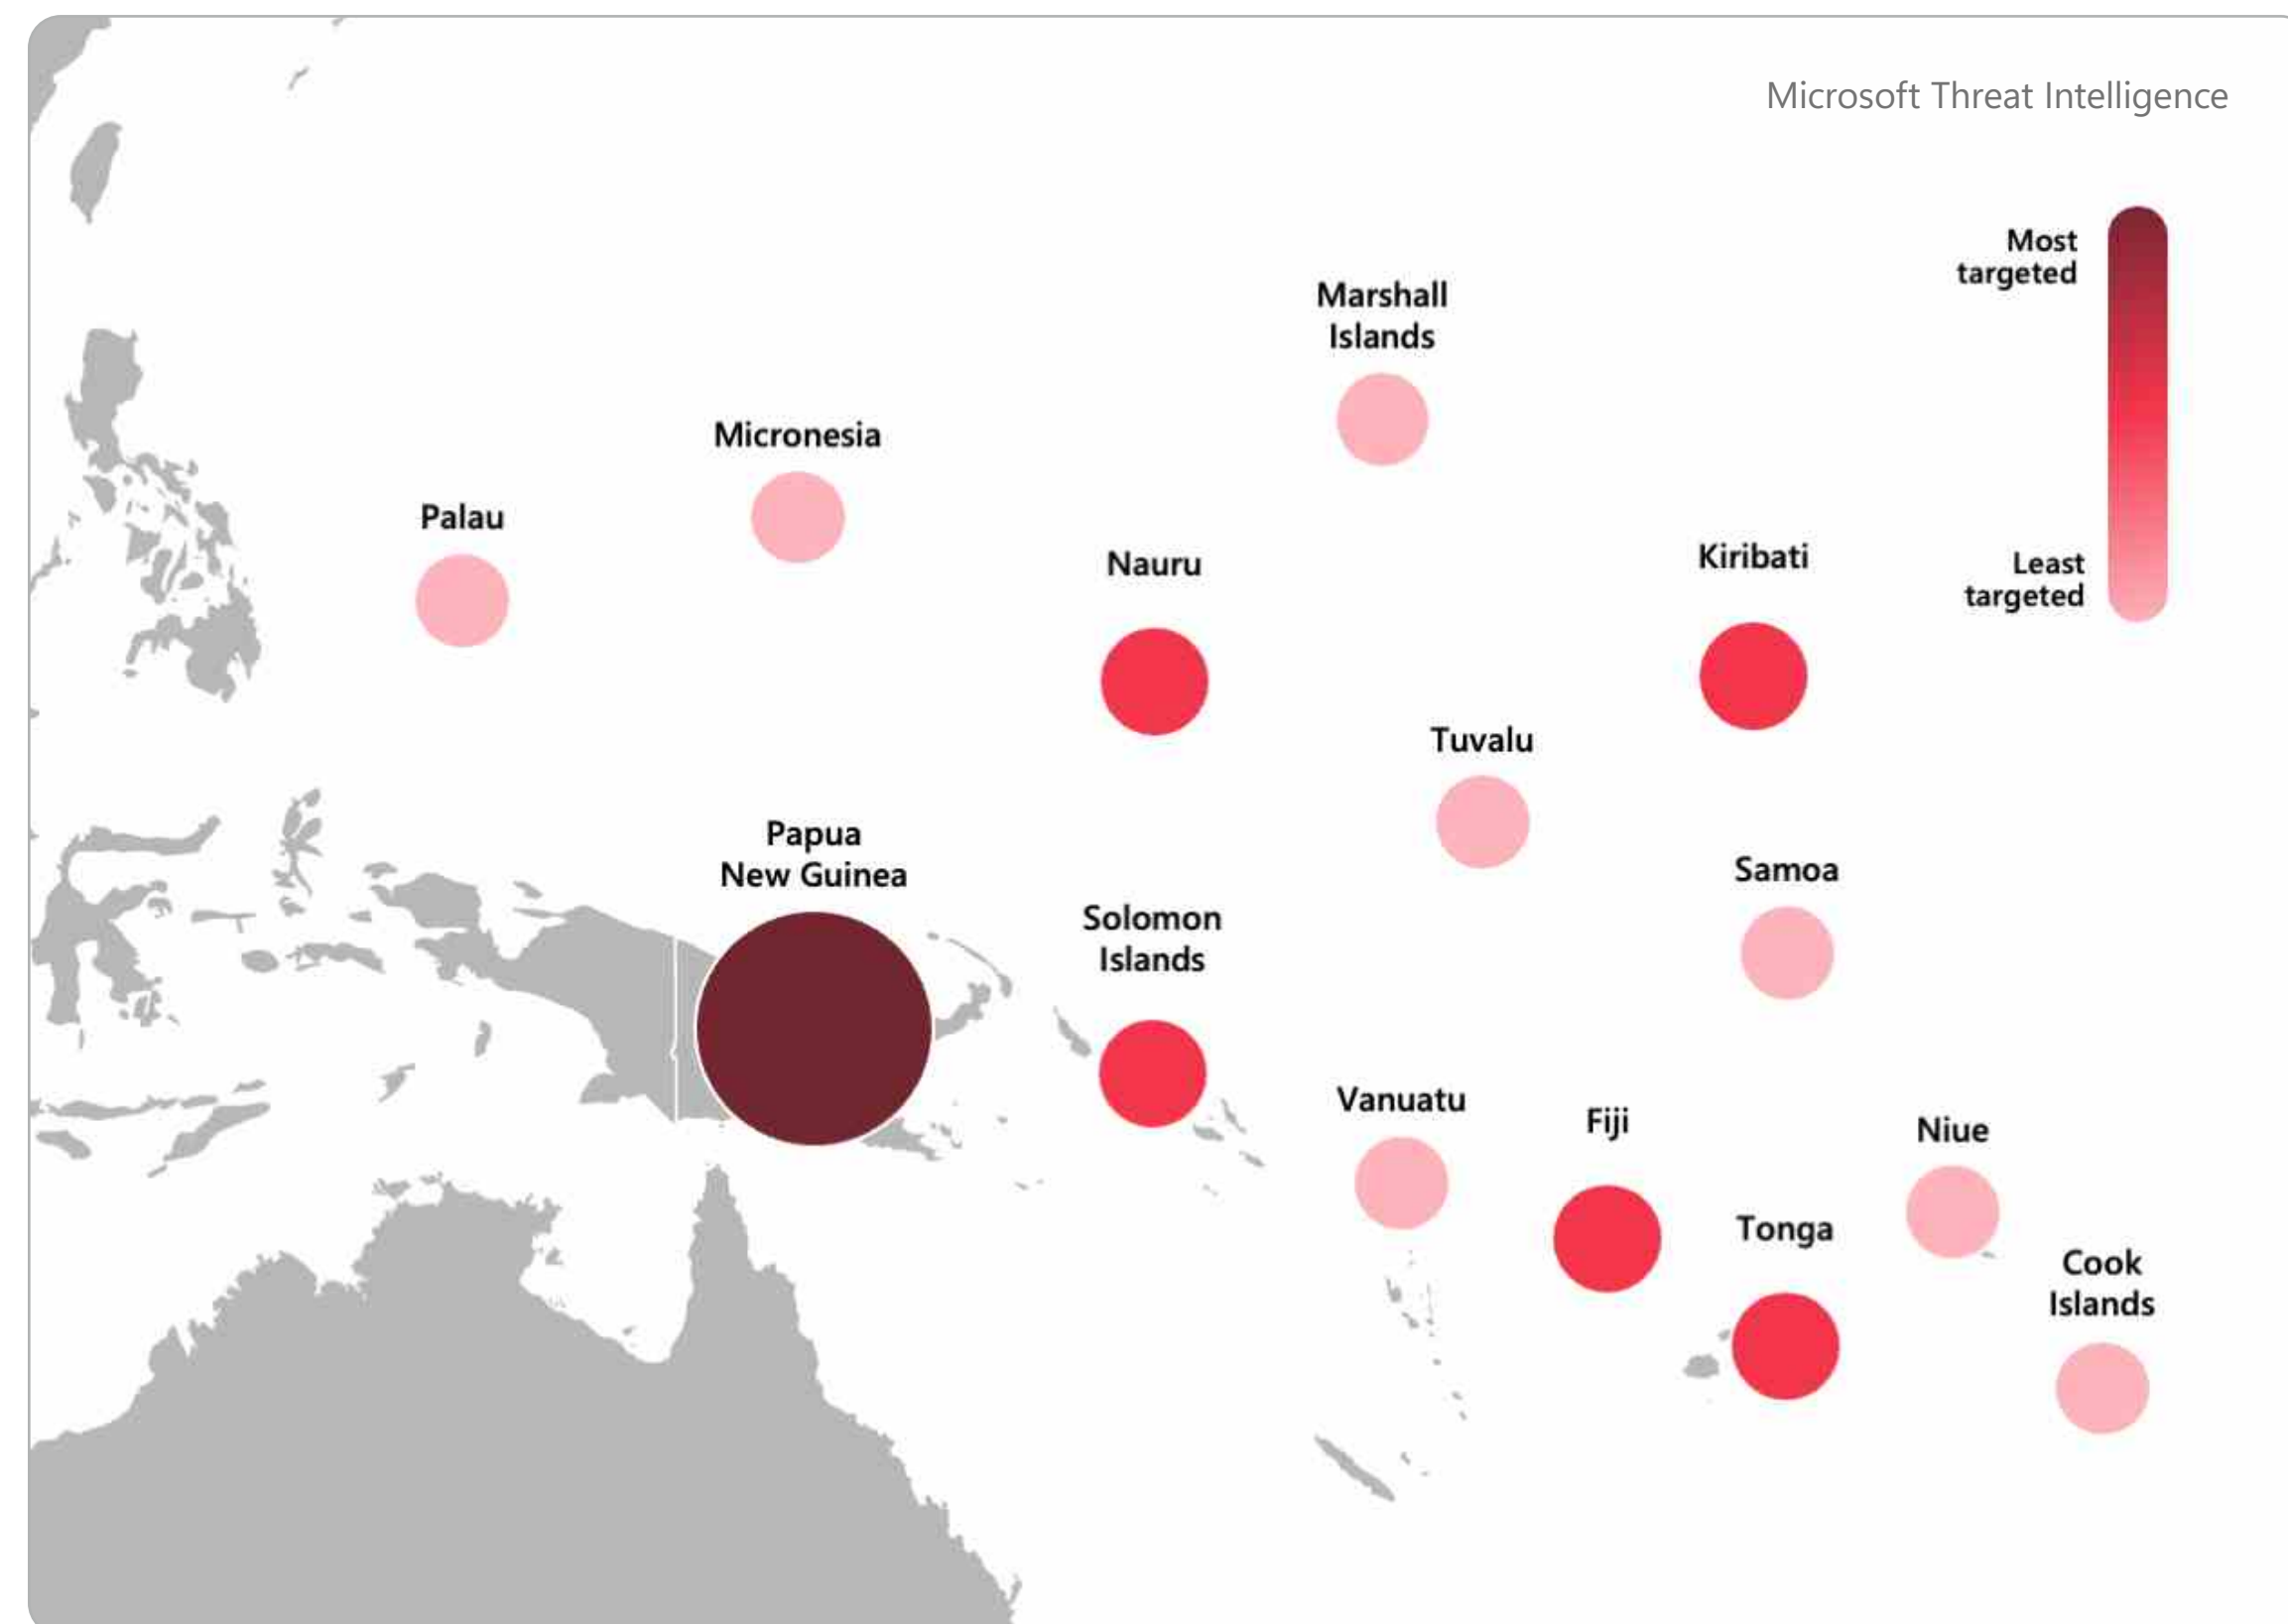 Microsoft Threat Intelligence
Most
targeted
Marshall
Islands
Micronesia
Palau
Nauru
Kiribati
Least
targeted
Tuvalu
Papua
New Guinea
Samoa
Solomon
Islands
Vanuatu
Fiji
Niue
Tonga
Cook
Islands